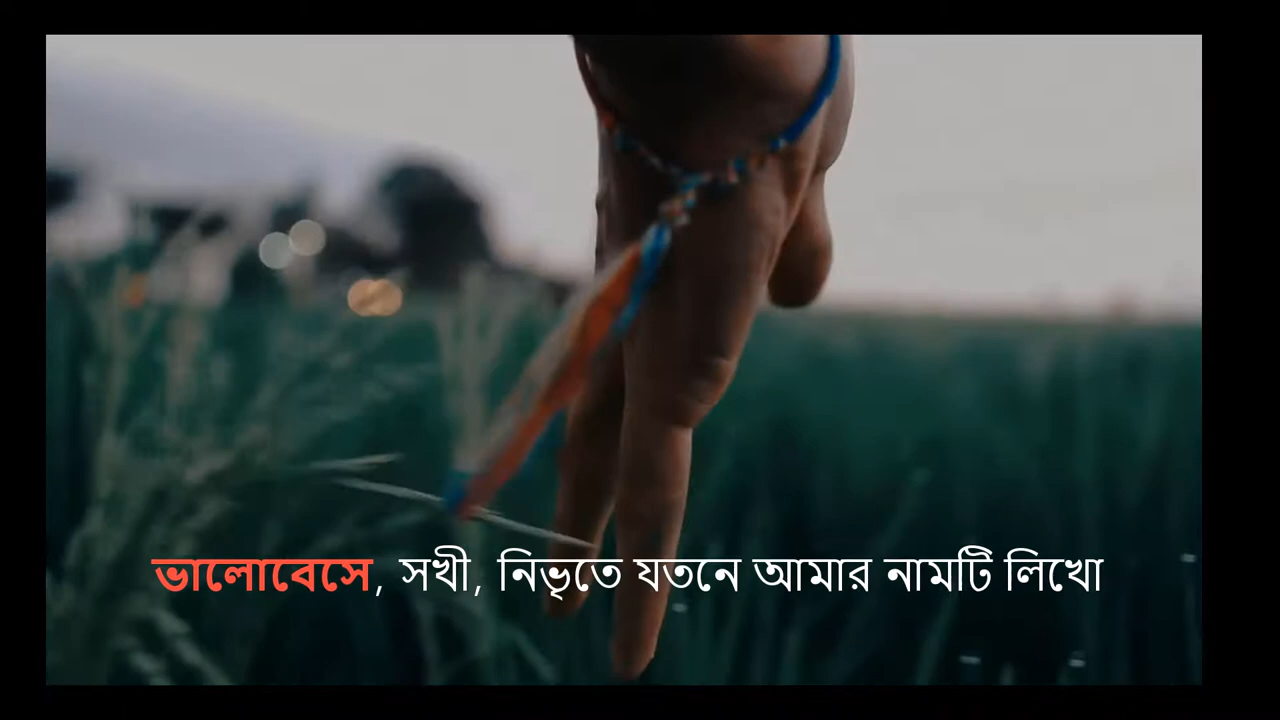 ভালোবেসে, সখী, নিভৃতে যতনে আমার নামটি লিখো